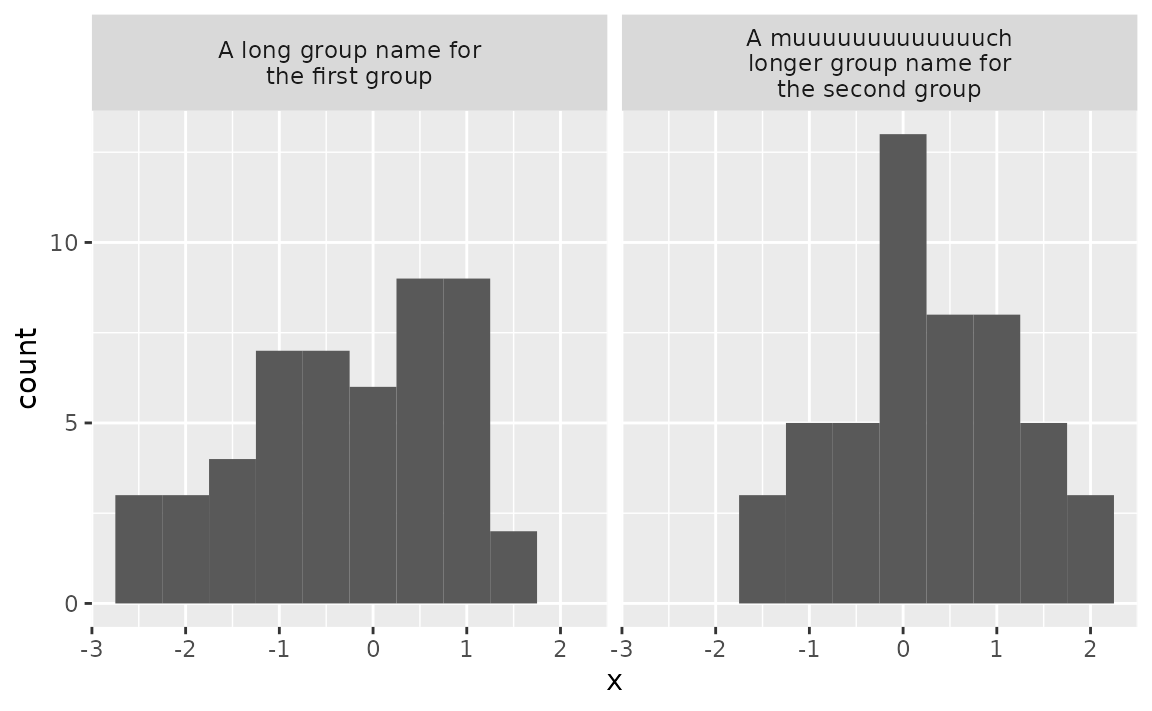 A long group name for
the first group
A muuuuuuuuuuuuuch
longer group name for
the second group
10
5
0
count
-3 -2 -1 0 1 2
-3 -2 -1 0 1 2
x